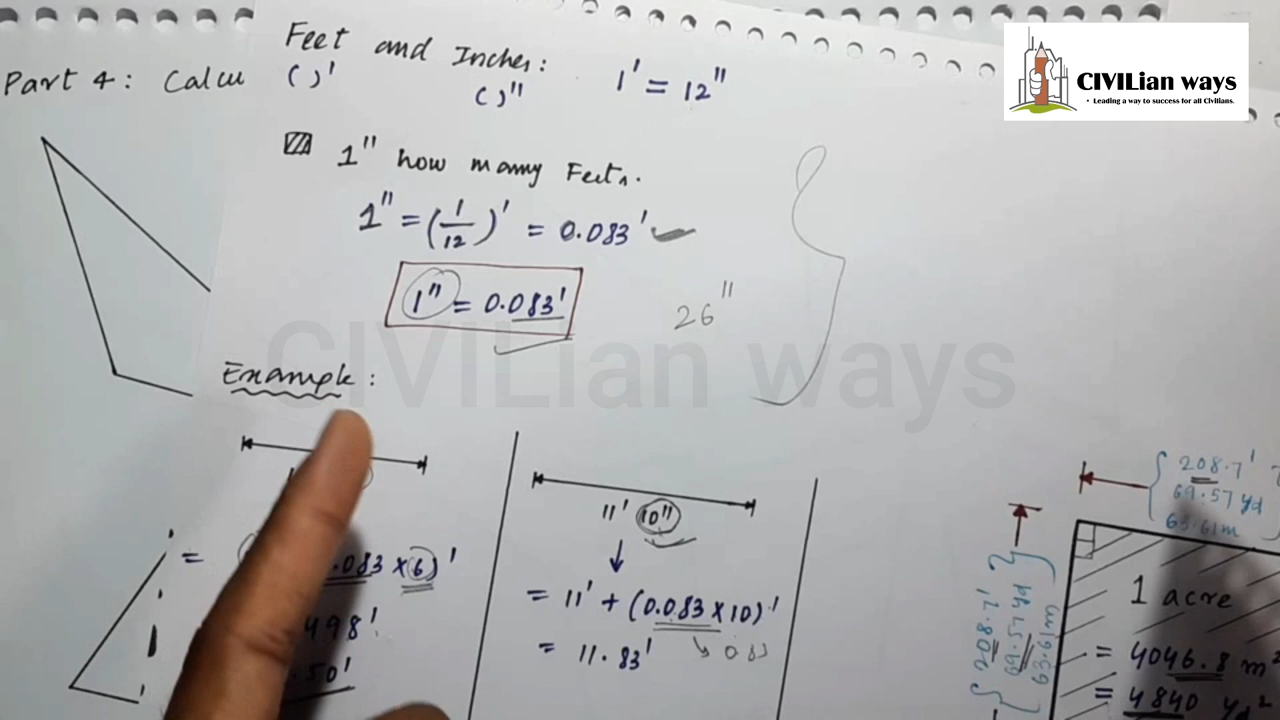 Feet and Inches:
( )' ( )" 1' = 12"
Part 4: Calcu
1" how many Feets.
1" = (1/12)' = 0.083'
1" = 0.083'
26"
Example:
11' 10"
= 11' + (0.083 × 10)'
0.83
= 11.83'
= .083 × 6)'
498'
.50'
208.7'
69.57 yd
63.61m
208.7'
69.57yd
63.61m
1 acre
= 4046.8 m²
= 4840 yd²
CIVILian ways
• Leading a way to success for all Civilians.
CIVILian ways